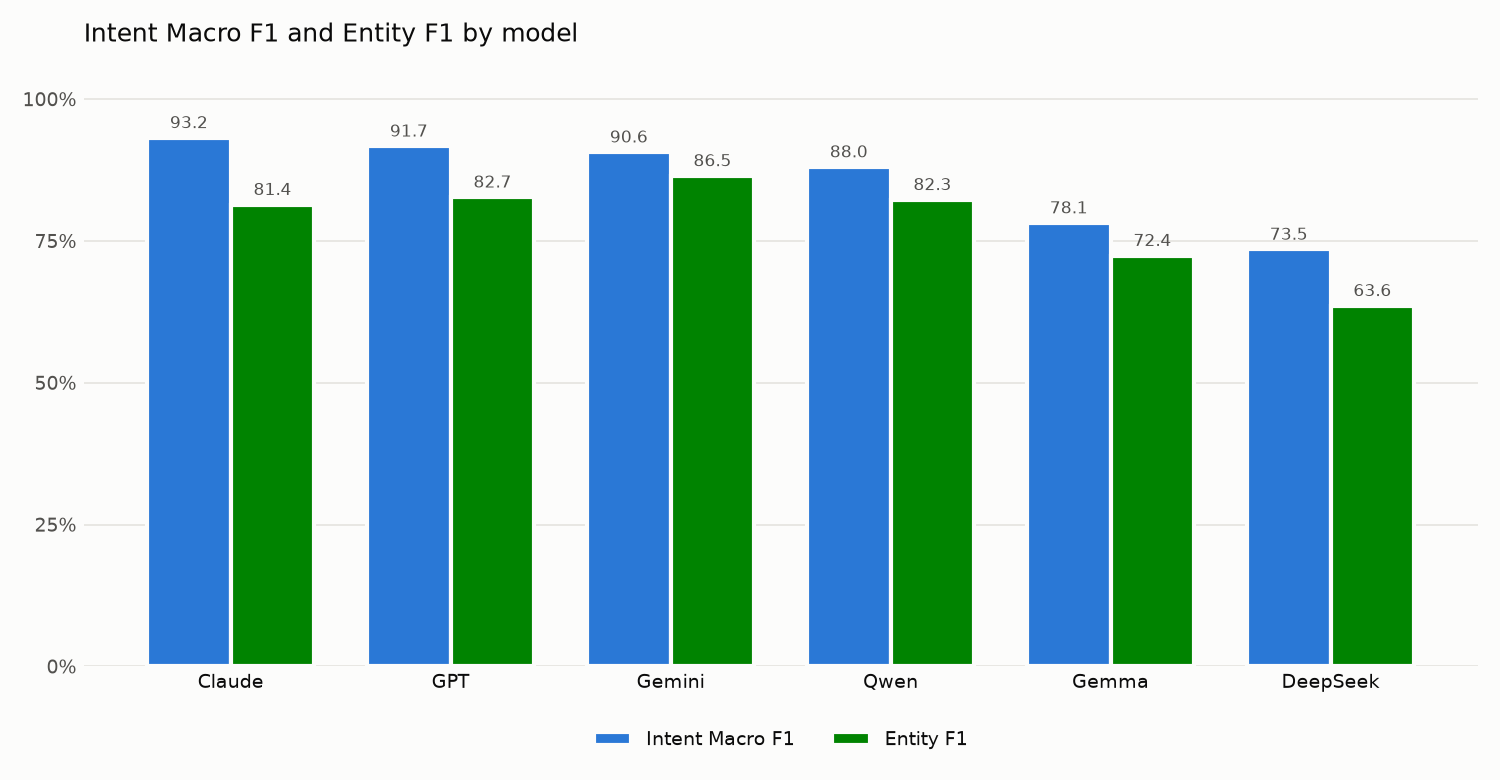 Intent Macro F1 and Entity F1 by model
100%
75%
50%
25%
0%
93.2
81.4
91.7
82.7
90.6
86.5
88.0
82.3
78.1
72.4
73.5
63.6
Claude
GPT
Gemini
Qwen
Gemma
DeepSeek
Intent Macro F1
Entity F1